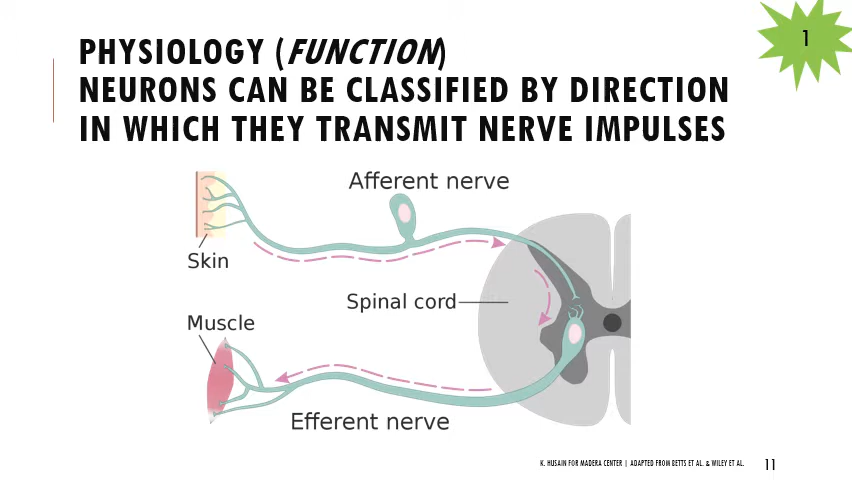 1
PHYSIOLOGY (FUNCTION)
NEURONS CAN BE CLASSIFIED BY DIRECTION
IN WHICH THEY TRANSMIT NERVE IMPULSES
Afferent nerve
Skin
Spinal cord
Muscle
Efferent nerve
K. HUSAIN FOR MADERA CENTER | ADAPTED FROM BETTS ET AL. & WILEY ET AL.
11